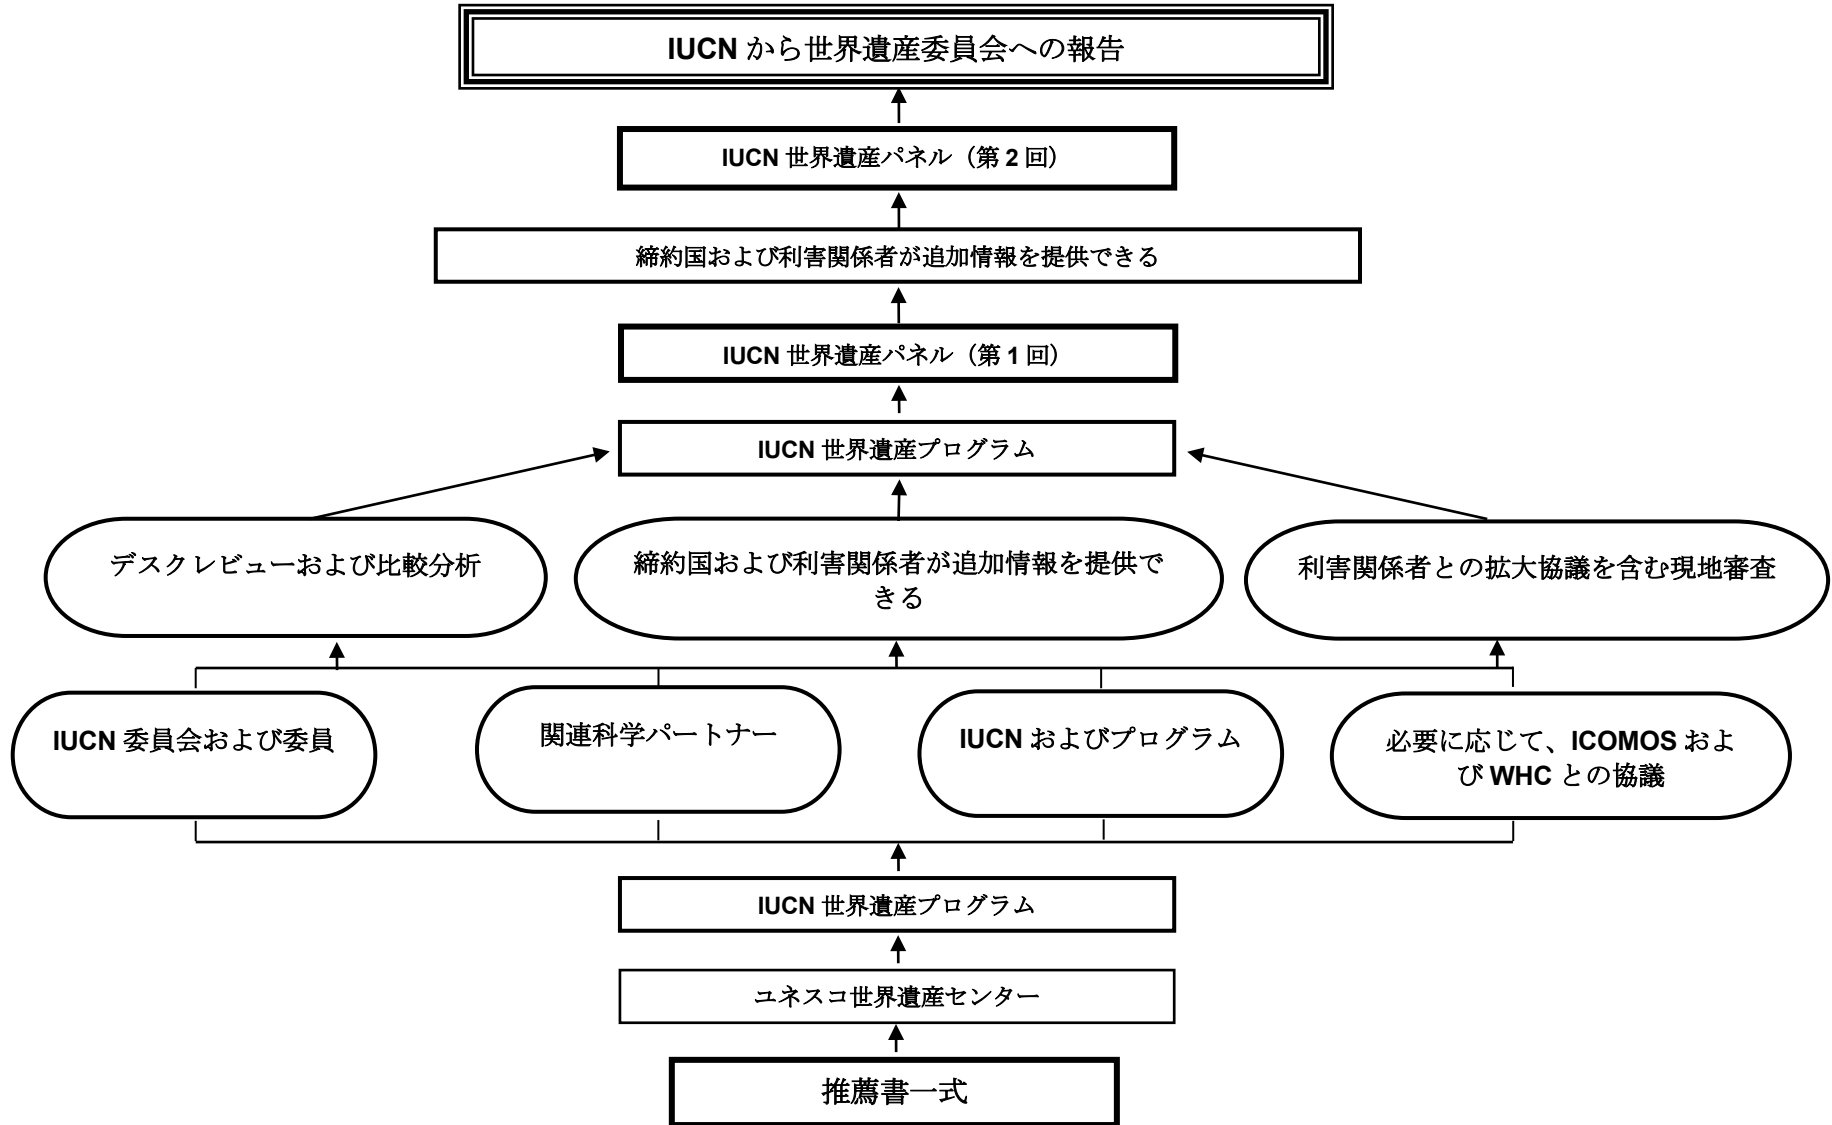 IUCN から世界遺産委員会への報告
IUCN 世界遺産パネル（第 2 回）
締約国および利害関係者が追加情報を提供できる
IUCN 世界遺産パネル（第 1 回）
IUCN 世界遺産プログラム
デスクレビューおよび比較分析
締約国および利害関係者が追加情報を提供で
きる
利害関係者との拡大協議を含む現地審査
IUCN 委員会および委員
関連科学パートナー
IUCN およびプログラム
必要に応じて、ICOMOS およ
び WHC との協議
IUCN 世界遺産プログラム
ユネスコ世界遺産センター
推薦書一式